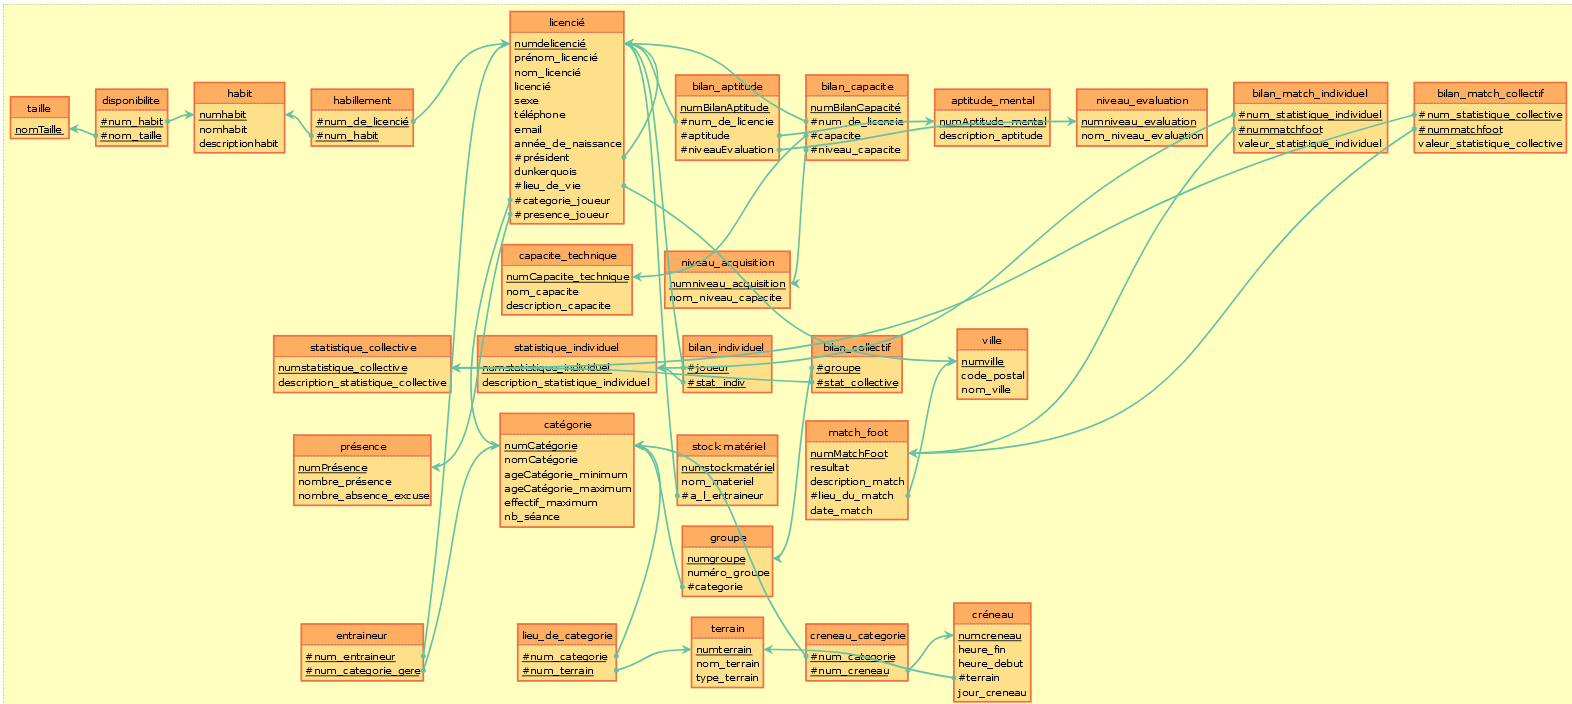 licencié
numdelicencié
prénom_licencié
nom_licencié
licencié
sexe
téléphone
email
année_de_naissance
#président
dunkerquois
#lieu_de_vie
#categorie_joueur
#presence_joueur
taille
nomTaille
disponibilite
#num_habit
#nom_taille
habit
numhabit
nomhabit
descriptionhabit
habillement
#num_de_licencié
#num_habit
bilan_aptitude
numBilanAptitude
#num_de_licencie
#aptitude
#niveauEvaluation
bilan_capacite
numBilanCapacité
#num_de_licencie
#capacite
#niveau_capacite
aptitude_mental
numAptitude_mental
description_aptitude
niveau_evaluation
numniveau_evaluation
nom_niveau_evaluation
bilan_match_individuel
#num_statistique_individuel
#nummatchfoot
valeur_statistique_individuel
bilan_match_collectif
#num_statistique_collective
#nummatchfoot
valeur_statistique_collective
capacite_technique
numCapacite_technique
nom_capacite
description_capacite
niveau_acquisition
numniveau_acquisition
nom_niveau_capacite
statistique_collective
numstatistique_collective
description_statistique_collective
statistique_individuel
numstatistique_individuel
description_statistique_individuel
bilan_individuel
#joueur
#stat_indiv
bilan_collectif
#groupe
#stat_collective
ville
numville
code_postal
nom_ville
présence
numPrésence
nombre_présence
nombre_absence_excuse
catégorie
numCatégorie
nomCatégorie
ageCatégorie_minimum
ageCatégorie_maximum
effectif_maximum
nb_séance
stock matériel
numstockmatériel
nom_materiel
#a_l_entraineur
match_foot
numMatchFoot
resultat
description_match
#lieu_du_match
date_match
groupe
numgroupe
numéro_groupe
#categorie
entraineur
#num_entraineur
#num_categorie_gere
lieu_de_categorie
#num_categorie
#num_terrain
terrain
numterrain
nom_terrain
type_terrain
creneau_categorie
#num_categorie
#num_creneau
créneau
numcreneau
heure_fin
heure_debut
#terrain
jour_creneau